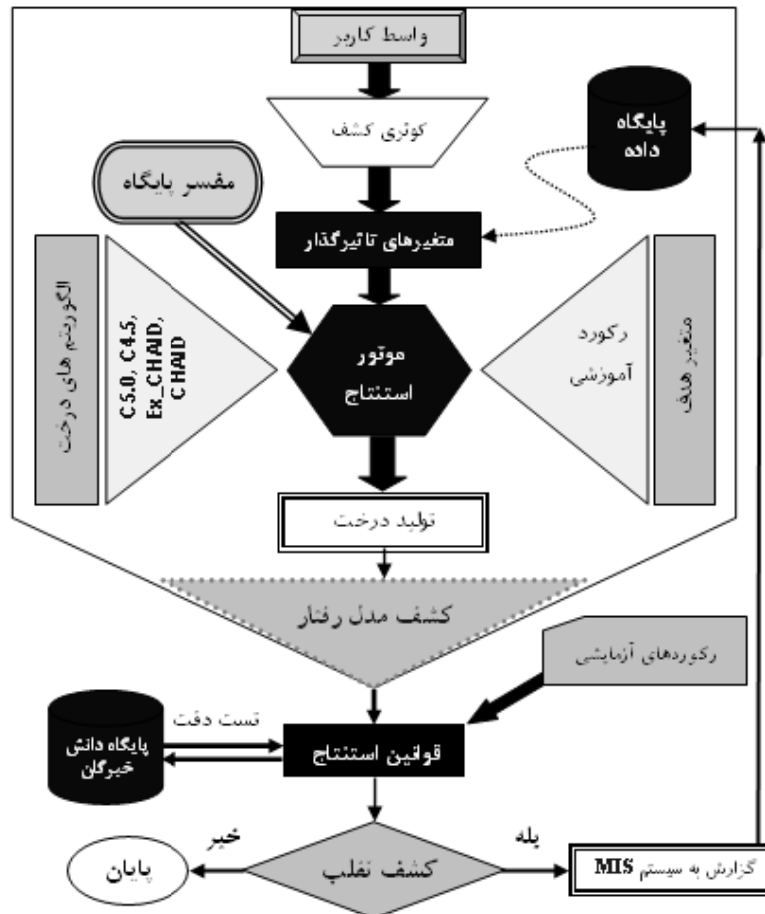 واسط کاربر
کوئری کشف
پایگاه
داده
مفسر پایگاه
متغیرهای تاثیرگذار
الگوریتم های درخت
C5.0, C4.5,
Ex_CHAID,
CHAID
موتور
استنتاج
رکورد
آموزشی
متغیر هدف
تولید درخت
کشف مدل رفتار
رکوردهای آزمایشی
تست دقت
پایگاه دانش
خبرگان
قوانین استنتاج
خیر
بله
پایان
کشف تقلب
گزارش به سیستم MIS